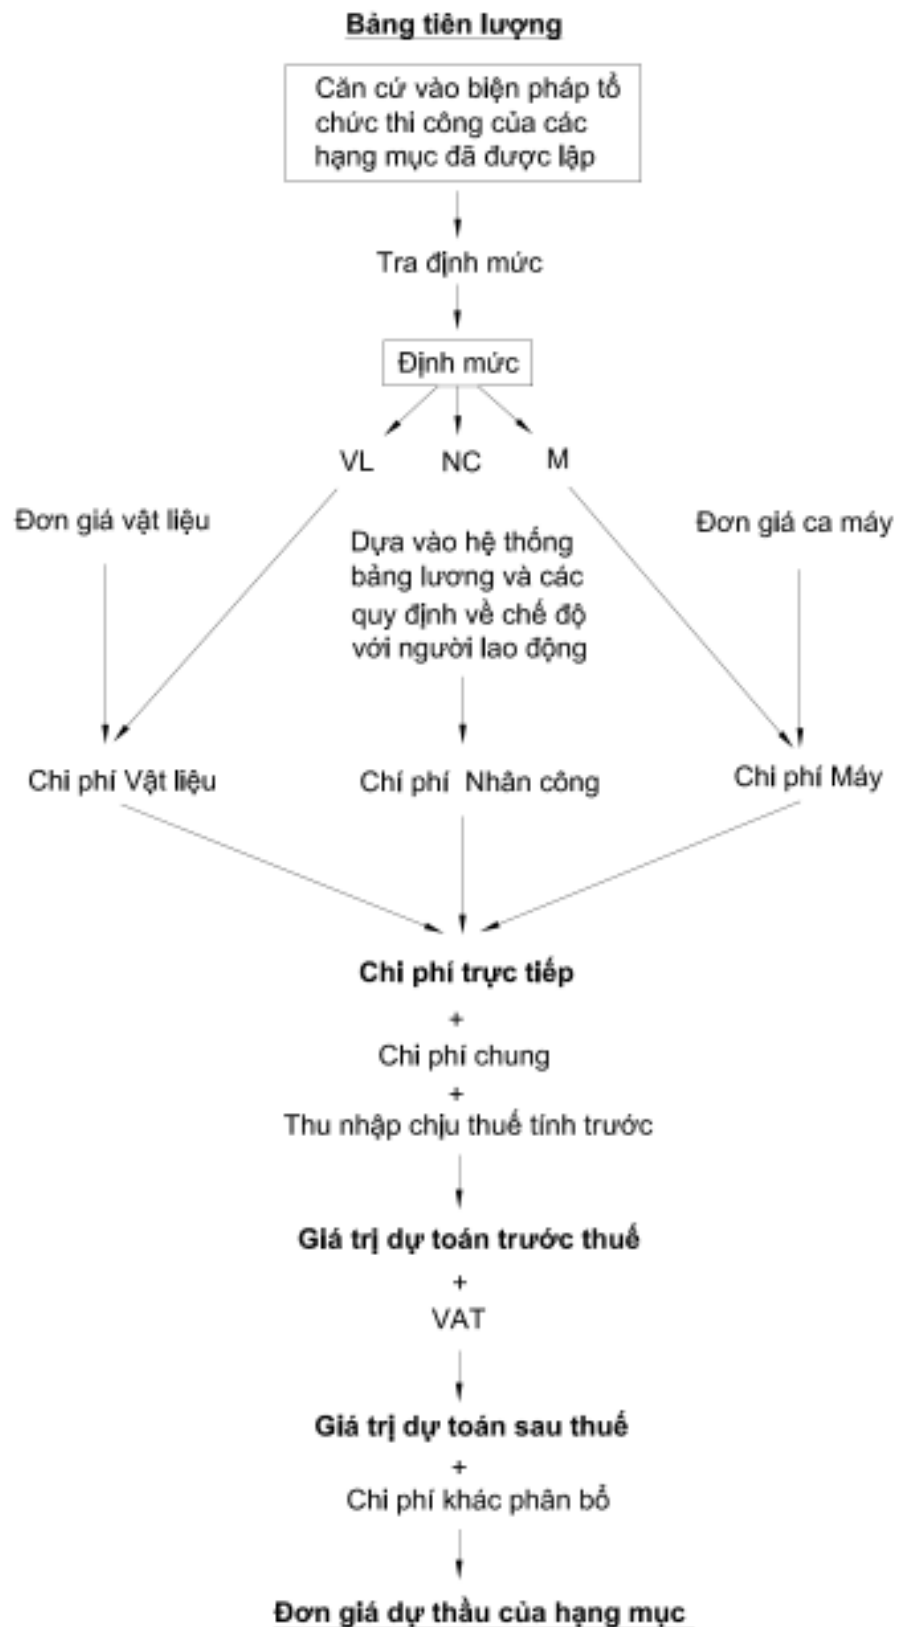 Bảng tiên lượng
Căn cứ vào biện pháp tổ
chức thi công của các
hạng mục đã được lập
Tra định mức
Định mức
VL NC M
Đơn giá vật liệu
Đơn giá ca máy
Dựa vào hệ thống
bảng lương và các
quy định về chế độ
với người lao động
Chi phí Vật liệu
Chí phí Nhân công
Chi phí Máy
Chi phí trực tiếp
+
Chi phí chung
+
Thu nhập chịu thuế tính trước
Giá trị dự toán trước thuế
+
VAT
Giá trị dự toán sau thuế
+
Chi phí khác phân bổ
Đơn giá dự thầu của hạng mục